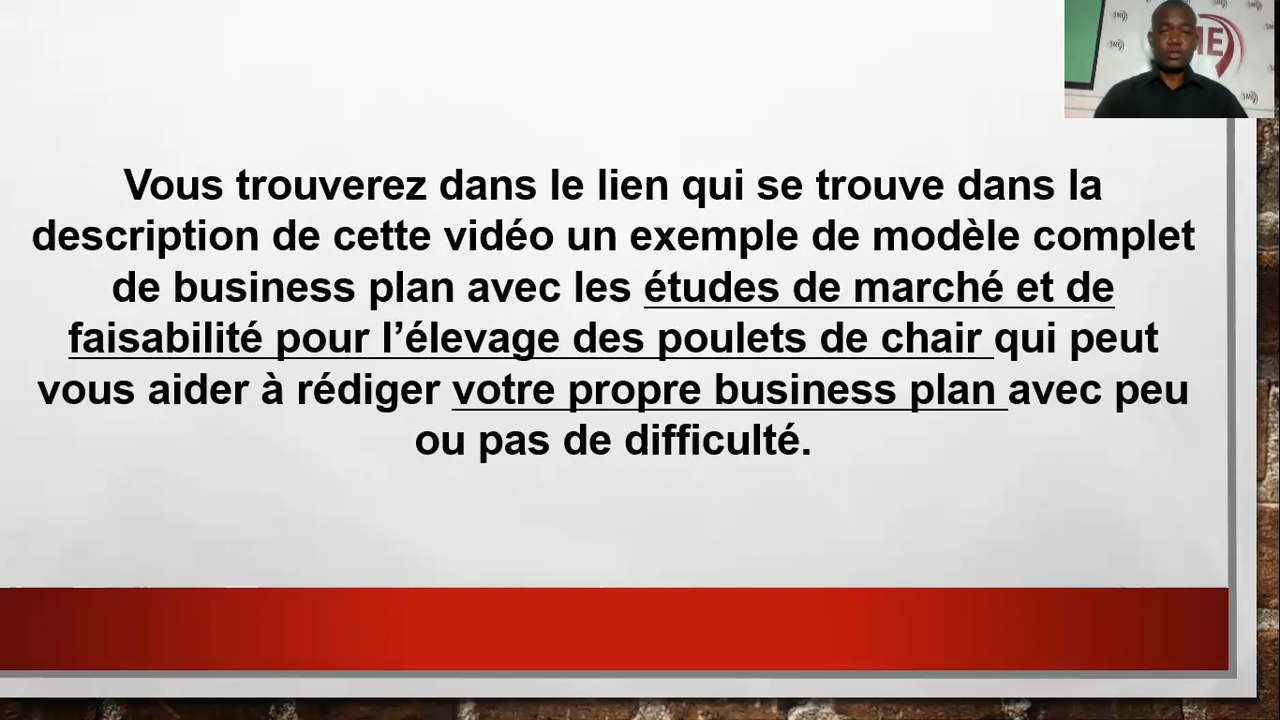 Vous trouverez dans le lien qui se trouve dans la
description de cette vidéo un exemple de modèle complet
de business plan avec les études de marché et de
faisabilité pour l’élevage des poulets de chair qui peut
vous aider à rédiger votre propre business plan avec peu
ou pas de difficulté.